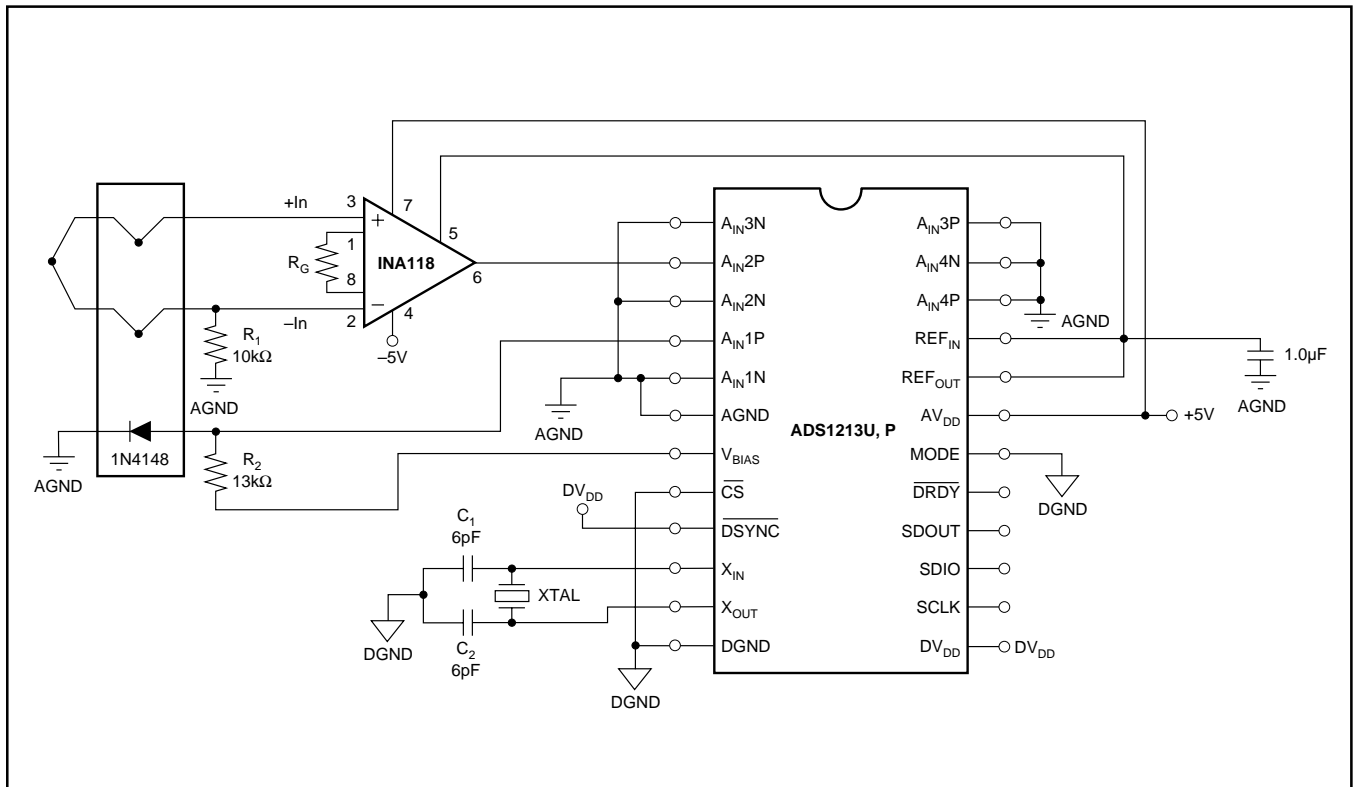 +In
3
7
+
1
5
R_G
INA118
8
6
−
–In
2
4
R_1
10kΩ
–5V
AGND
1N4148
AGND
R_2
13kΩ
A_IN3N
A_IN2P
A_IN2N
A_IN1P
A_IN1N
AGND
AGND
V_BIAS
CS
DV_DD
DSYNC
C_1
6pF
X_IN
XTAL
X_OUT
DGND
C_2
6pF
DGND
DGND
ADS1213U, P
A_IN3P
A_IN4N
A_IN4P
AGND
REF_IN
1.0µF
REF_OUT
AGND
AV_DD
+5V
MODE
DRDY
DGND
SDOUT
SDIO
SCLK
DV_DD
DV_DD